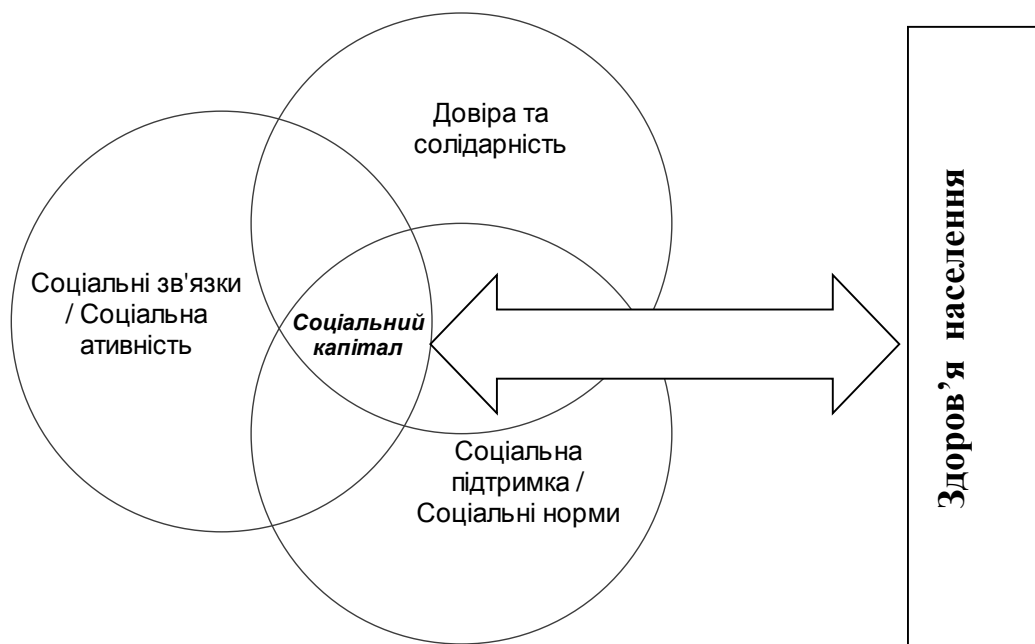 Довіра та
солідарність
Соціальні зв'язки
/ Соціальна
ативність
Соціальний
капітал
Соціальна
підтримка /
Соціальні норми
Здоров’я населення